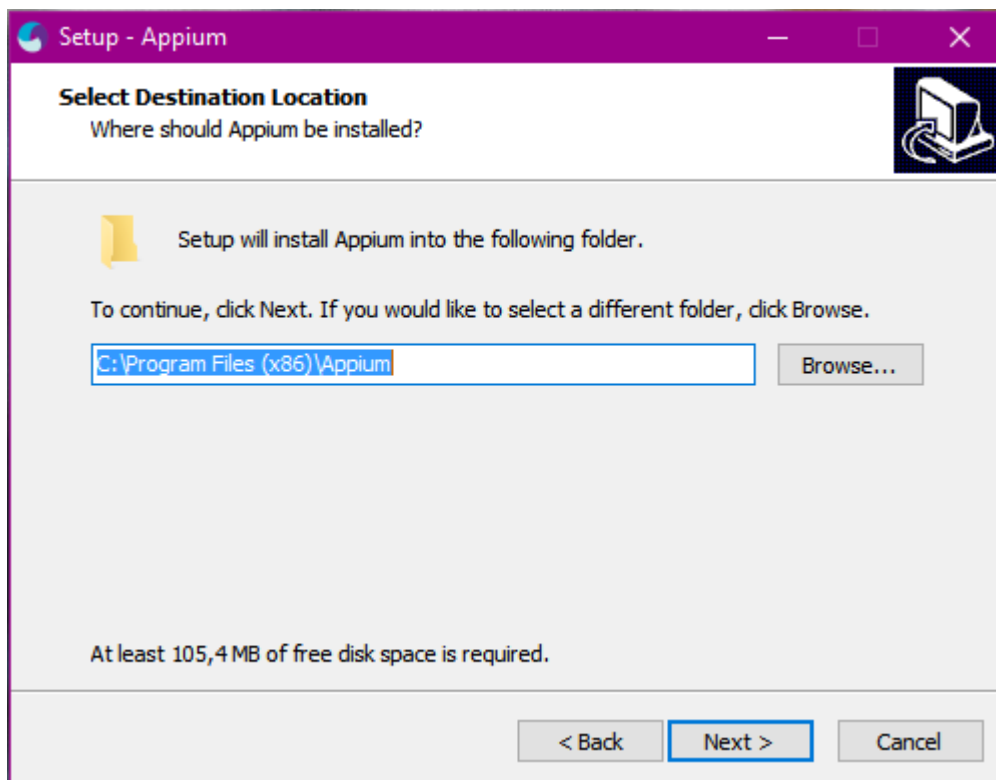 Setup - Appium
Select Destination Location
Where should Appium be installed?
Setup will install Appium into the following folder.
To continue, click Next. If you would like to select a different folder, click Browse.
C:\Program Files (x86)\Appium
Browse...
At least 105,4 MB of free disk space is required.
< Back
Next >
Cancel